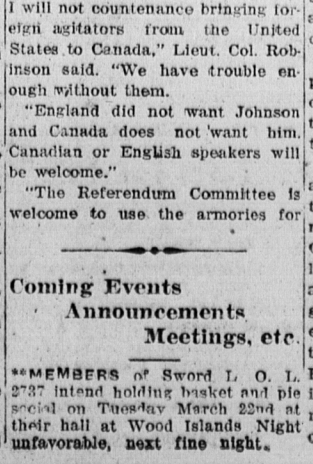 I will not countenance bringing for-
eign agitators from the United
States to Canada," Lieut. Col. Rob-
inson said. "We have trouble en-
ough without them.
"England did not want Johnson
and Canada does not want him.
Canadian or English speakers will
be welcome."
"The Referendum Committee is
welcome to use the armories for
Coming Events
Announcements
Meetings, etc.
**MEMBERS of Sword L. O. L.
2737 intend holding basket and pie
social on Tuesday March 22nd at
their hall at Wood Islands Night
unfavorable, next fine night.